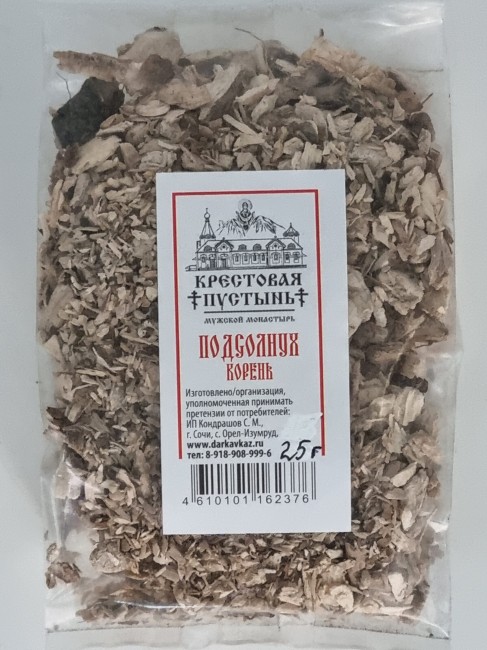 КРЕСТОВАЯ
ПУСТЫНЬ
МУЖСКОЙ МОНАСТЫРЬ
ПОДСОЛНУХ
КОРЕНЬ
Изготовлено/организация,
уполномоченная принимать
претензии от потребителей:
ИП Кондрашов С. М.,
г. Сочи, с. Орел-Изумруд,
www.darkavkaz.ru
тел: 8-918-908-999-6
25 г
4 610101 162376